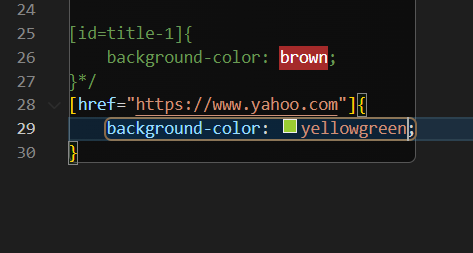 24
25 [id=title-1]{
26     background-color: brown;
27 }*/
28 [href="https://www.yahoo.com"]{
29     background-color: yellowgreen;
30 }